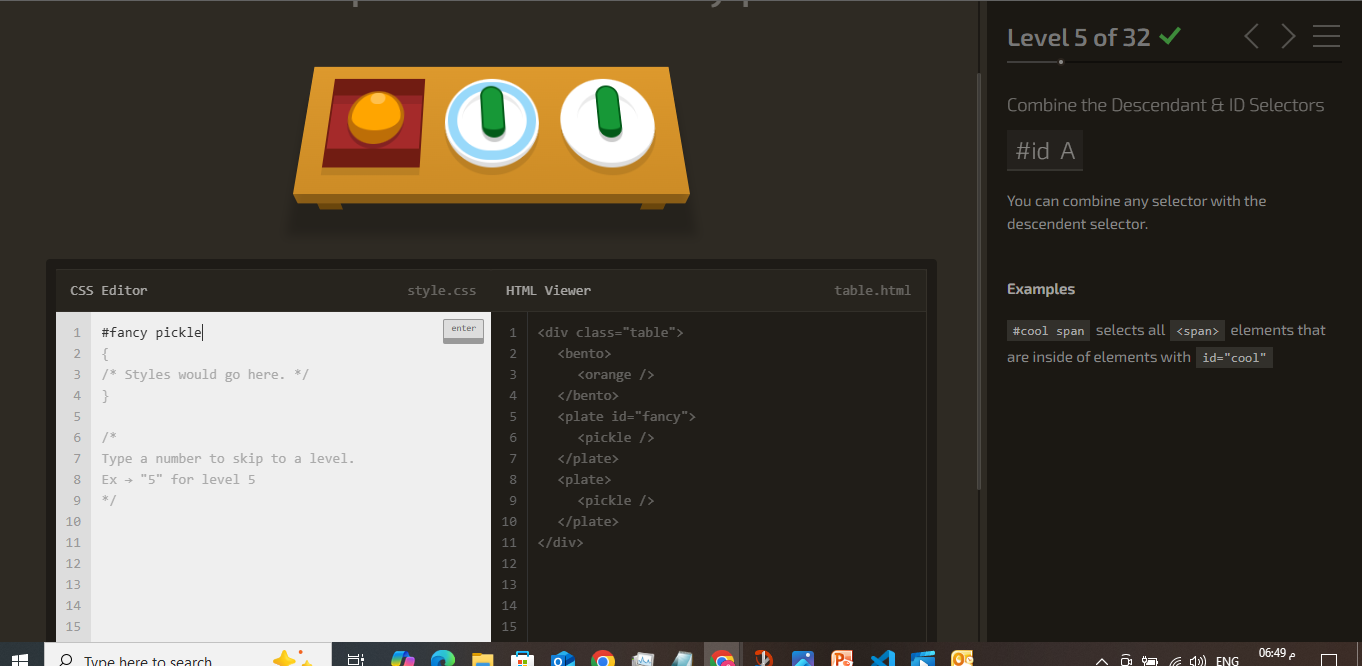 Level 5 of 32
Combine the Descendant & ID Selectors
#id  A
You can combine any selector with the
descendent selector.
Examples
#cool span selects all <span> elements that
are inside of elements with id="cool"
CSS Editor style.css
enter
1 #fancy pickle
2 {
3 /* Styles would go here. */
4 }
5
6 /*
7 Type a number to skip to a level.
8 Ex → "5" for level 5
9 */
10
11
12
13
14
15
HTML Viewer table.html
1 <div class="table">
2 <bento>
3 <orange />
4 </bento>
5 <plate id="fancy">
6 <pickle />
7 </plate>
8 <plate>
9 <pickle />
10 </plate>
11 </div>
12
13
14
15
Type here to search
ENG
06:49 م